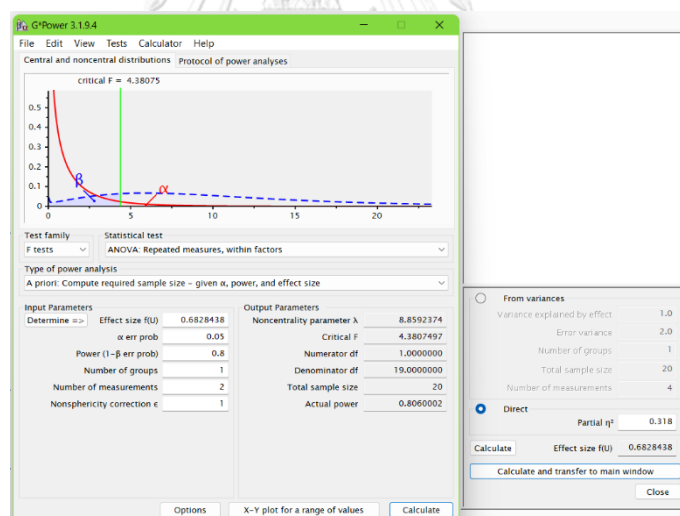 G*Power 3.1.9.4
File Edit View Tests Calculator Help
Central and noncentral distributions Protocol of power analyses
critical F = 4.38075
0.5
0.4
0.3
0.2
0.1
0
β
α
0 5 10 15 20
Test family Statistical test
F tests ANOVA: Repeated measures, within factors
Type of power analysis
A priori: Compute required sample size - given α, power, and effect size
Input Parameters Output Parameters
Determine => Effect size f(U) 0.6828438 Noncentrality parameter λ 8.8592374
α err prob 0.05 Critical F 4.3807497
Power (1-β err prob) 0.8 Numerator df 1.0000000
Number of groups 1 Denominator df 19.0000000
Number of measurements 2 Total sample size 20
Nonsphericity correction ϵ 1 Actual power 0.8060002
Options X-Y plot for a range of values Calculate
From variances
Variance explained by effect 1.0
Error variance 2.0
Number of groups 1
Total sample size 20
Number of measurements 4
Direct
Partial η² 0.318
Calculate Effect size f(U) 0.6828438
Calculate and transfer to main window
Close